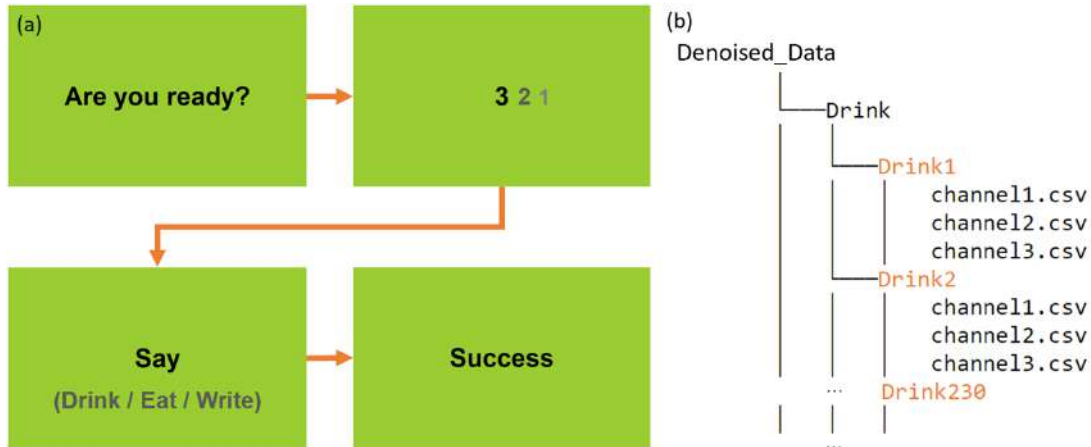 (a)
Are you ready?
3 2 1
Say
(Drink / Eat / Write)
Success
(b)
Denoised_Data
Drink
Drink1
channel1.csv
channel2.csv
channel3.csv
Drink2
channel1.csv
channel2.csv
channel3.csv
... Drink230
...